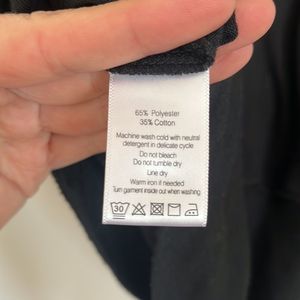 65% Polyester
35% Cotton
Machine wash cold with neutral
detergent in delicate cycle
Do not bleach
Do not tumble dry
Line dry
Warm iron if needed
Turn garment inside out when washing
30